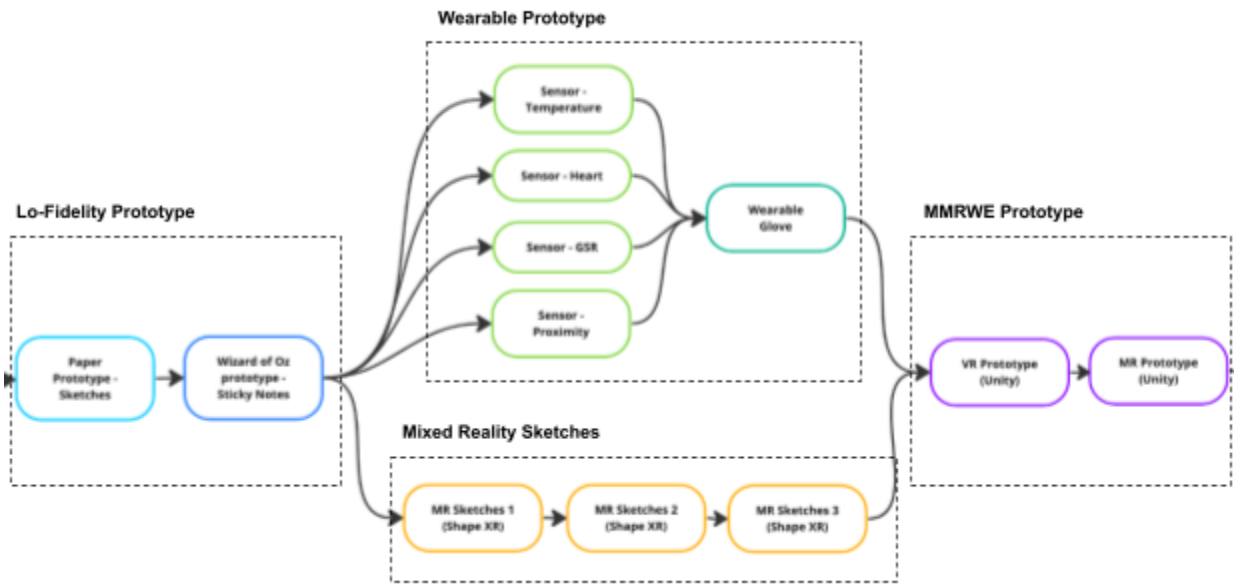 Wearable Prototype
Sensor -
Temperature
Sensor - Heart
Sensor - GSR
Sensor -
Proximity
Wearable
Glove
Lo-Fidelity Prototype
Paper
Prototype -
Sketches
Wizard of Oz
prototype -
Sticky Notes
MMRWE Prototype
VR Prototype
(Unity)
MR Prototype
(Unity)
Mixed Reality Sketches
MR Sketches 1
(Shape XR)
MR Sketches 2
(Shape XR)
MR Sketches 3
(Shape XR)